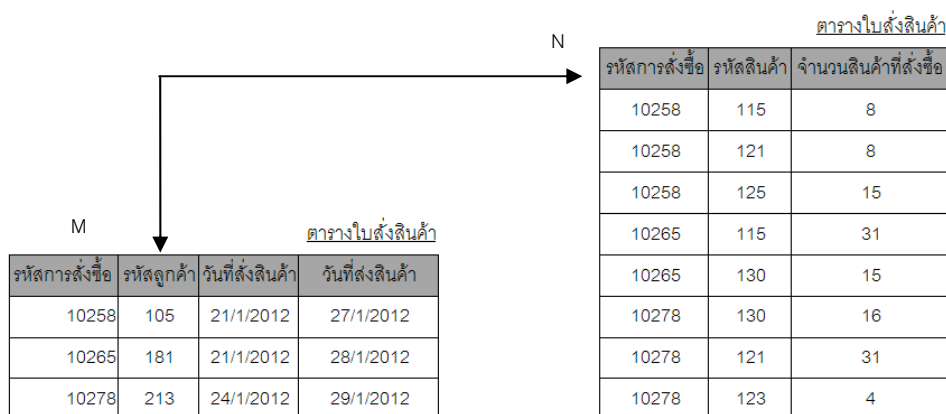 ตารางใบสั่งสินค้า
N
รหัสการสั่งซื้อ รหัสสินค้า จำนวนสินค้าที่สั่งซื้อ
10258 115 8
10258 121 8
10258 125 15
10265 115 31
10265 130 15
10278 130 16
10278 121 31
10278 123 4
M
ตารางใบสั่งสินค้า
รหัสการสั่งซื้อ รหัสลูกค้า วันที่สั่งสินค้า วันที่ส่งสินค้า
10258 105 21/1/2012 27/1/2012
10265 181 21/1/2012 28/1/2012
10278 213 24/1/2012 29/1/2012